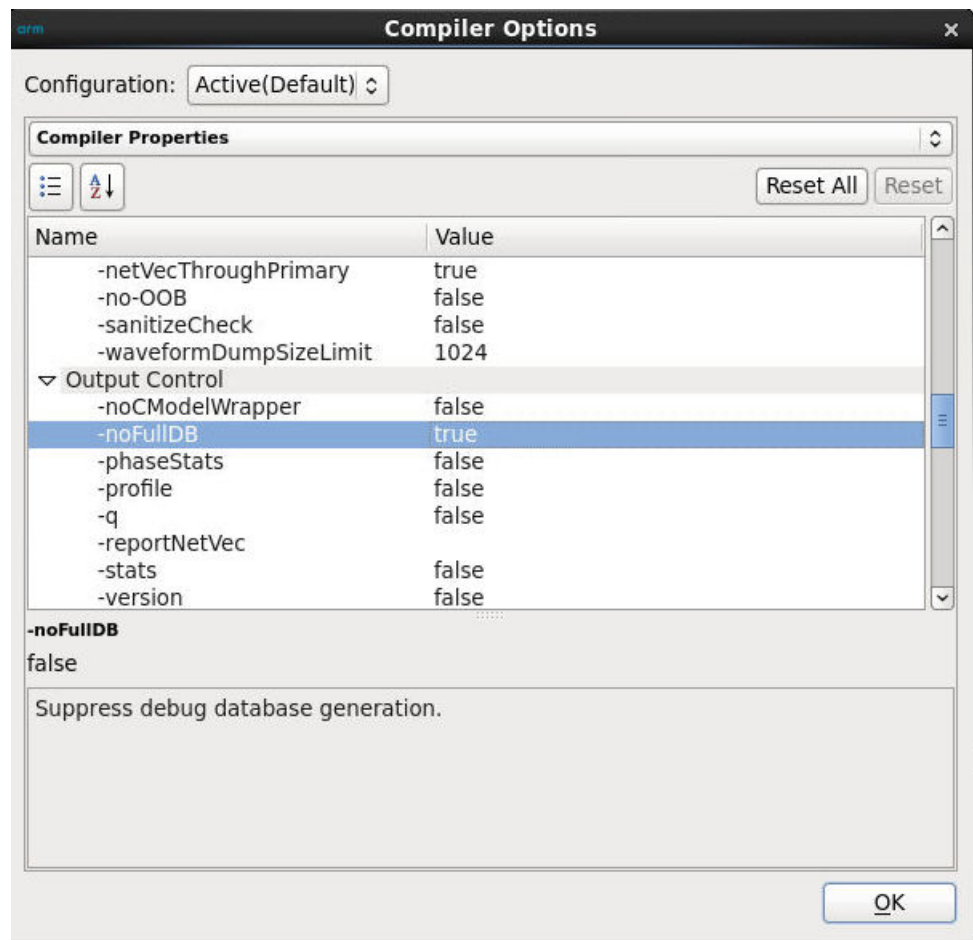 arm Compiler Options ×
Configuration: Active(Default)
Compiler Properties
A Z Reset All Reset
Name Value
-netVecThroughPrimary true
-no-OOB false
-sanitizeCheck false
-waveformDumpSizeLimit 1024
Output Control
-noCModelWrapper false
-noFullDB true
-phaseStats false
-profile false
-q false
-reportNetVec
-stats false
-version false
-noFullDB
false
Suppress debug database generation.
OK